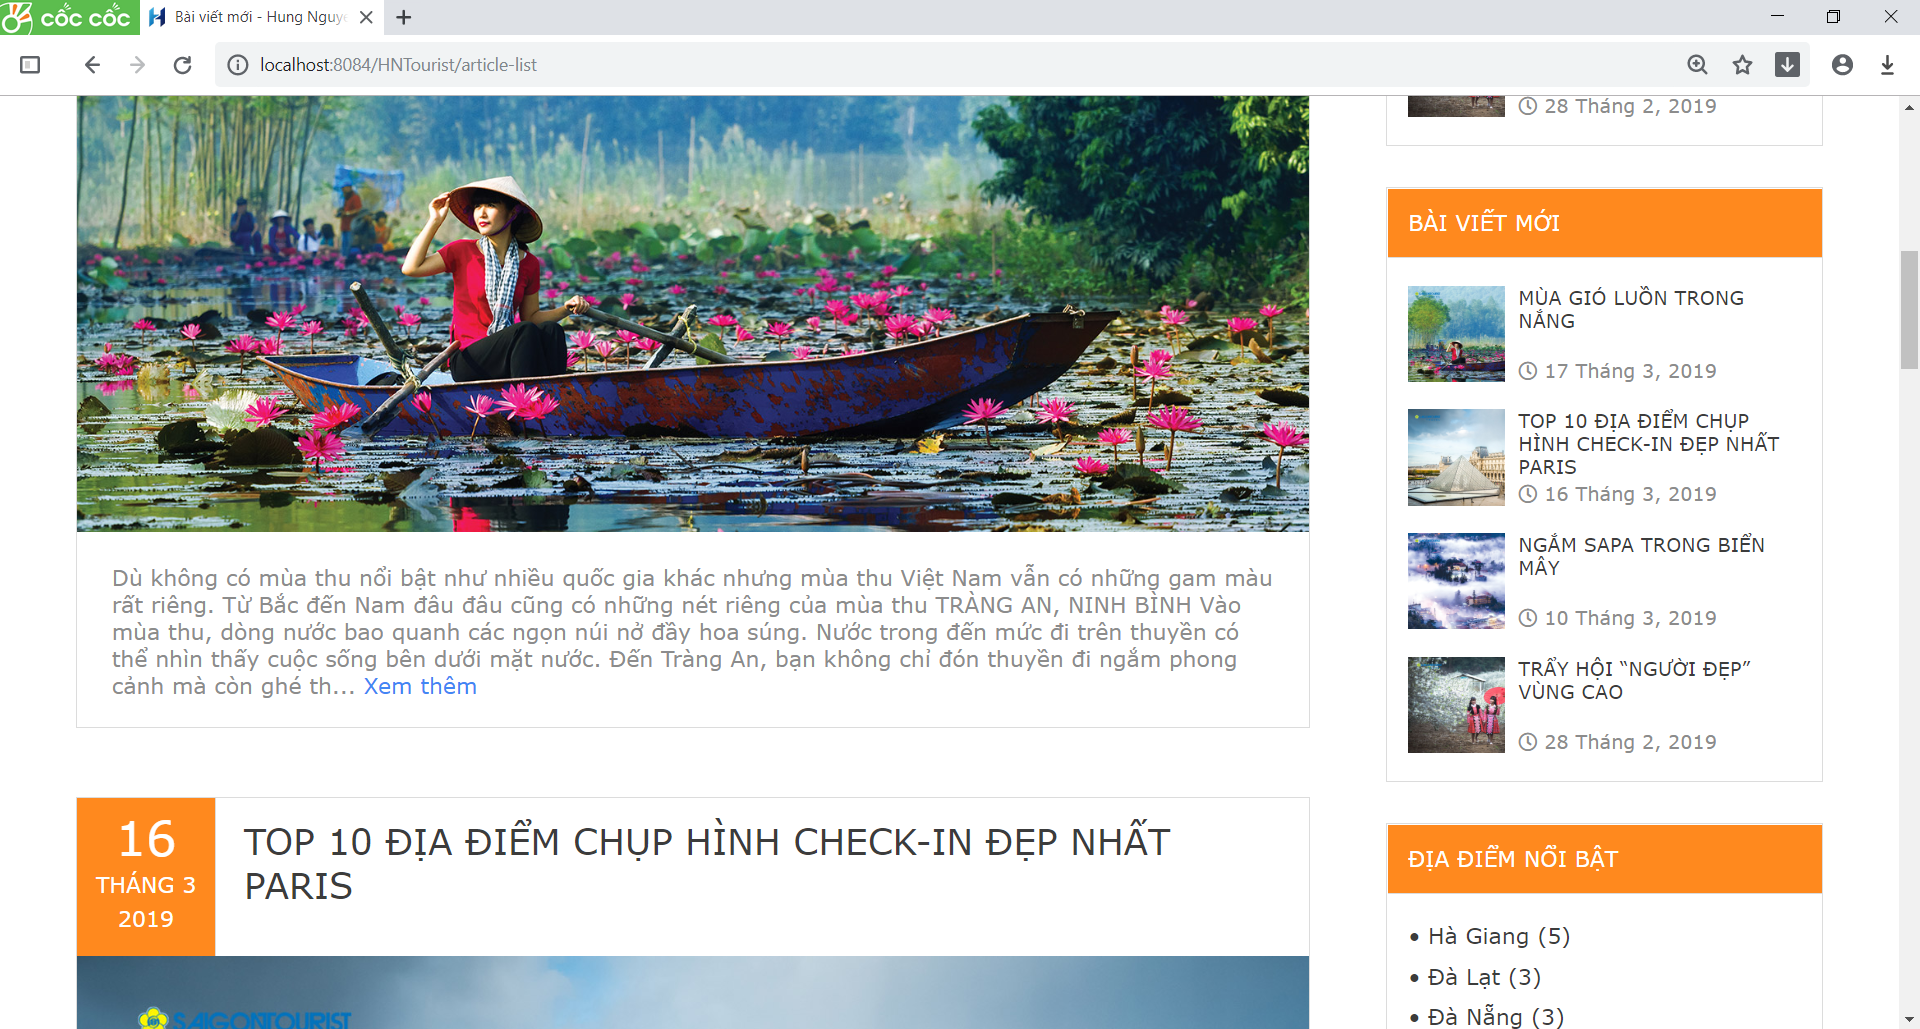 cốc cốc
Bài viết mới - Hung Nguye
localhost:8084/HNTourist/article-list
28 Tháng 2, 2019
BÀI VIẾT MỚI
MÙA GIÓ LUỒN TRONG
NẮNG
17 Tháng 3, 2019
TOP 10 ĐỊA ĐIỂM CHỤP
HÌNH CHECK-IN ĐẸP NHẤT
PARIS
16 Tháng 3, 2019
NGẮM SAPA TRONG BIỂN
MÂY
10 Tháng 3, 2019
TRẨY HỘI “NGƯỜI ĐẸP”
VÙNG CAO
28 Tháng 2, 2019
Dù không có mùa thu nổi bật như nhiều quốc gia khác nhưng mùa thu Việt Nam vẫn có những gam màu
rất riêng. Từ Bắc đến Nam đâu đâu cũng có những nét riêng của mùa thu TRÀNG AN, NINH BÌNH Vào
mùa thu, dòng nước bao quanh các ngọn núi nở đầy hoa súng. Nước trong đến mức đi trên thuyền có
thể nhìn thấy cuộc sống bên dưới mặt nước. Đến Tràng An, bạn không chỉ đón thuyền đi ngắm phong
cảnh mà còn ghé th... Xem thêm
16
THÁNG 3
2019
TOP 10 ĐỊA ĐIỂM CHỤP HÌNH CHECK-IN ĐẸP NHẤT
PARIS
SAIGONTOURIST
ĐỊA ĐIỂM NỔI BẬT
• Hà Giang (5)
• Đà Lạt (3)
• Đà Nẵng (3)